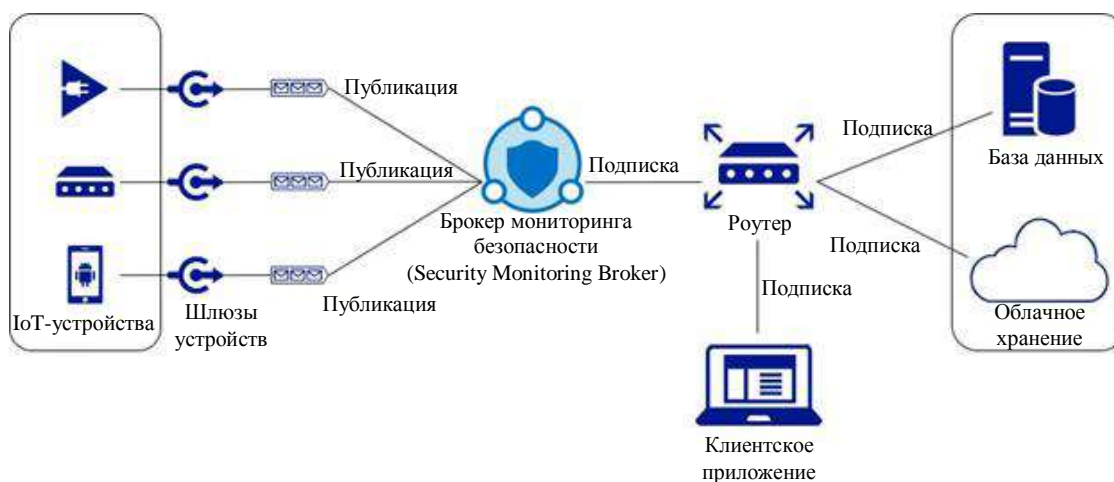 Публикация
Публикация
Публикация
IoT-устройства
Шлюзы
устройств
Брокер мониторинга
безопасности
(Security Monitoring Broker)
Подписка
Роутер
Подписка
Клиентское
приложение
Подписка
База данных
Подписка
Облачное
хранение